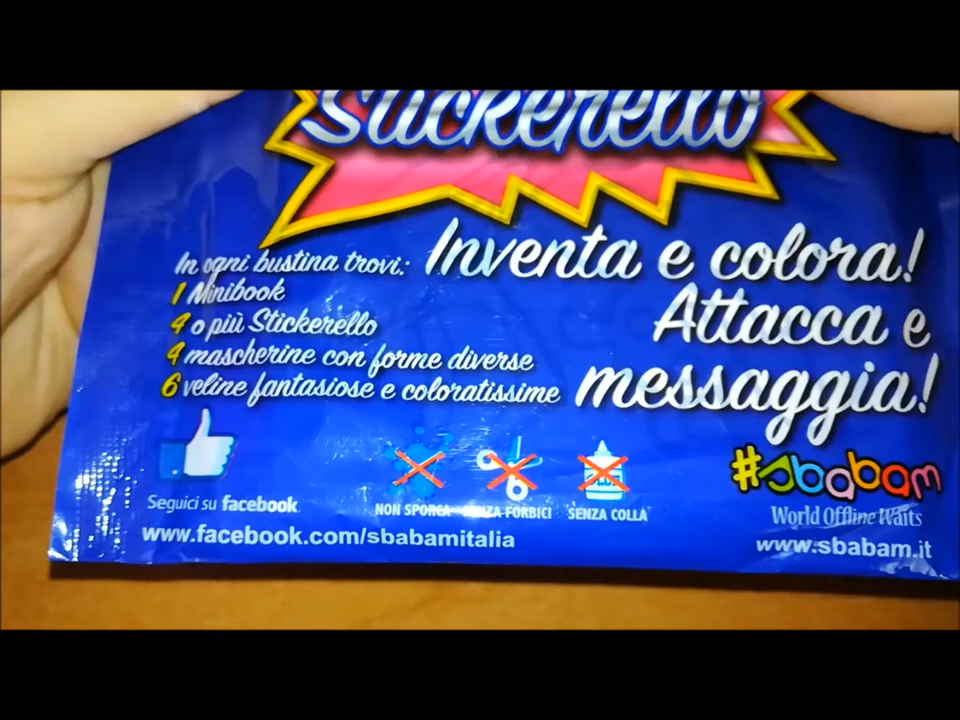 Stickerello
In ogni bustina trovi:
1 Minibook
4 o più Stickerello
4 mascherine con forme diverse
6 veline fantasiose e coloratissime
Inventa e colora!
Attacca e
messaggia!
Seguici su facebook
www.facebook.com/sbabamitalia
NON SPORCA SENZA FORBICI SENZA COLLA
#sbabam
World Offline Waits
www.sbabam.it